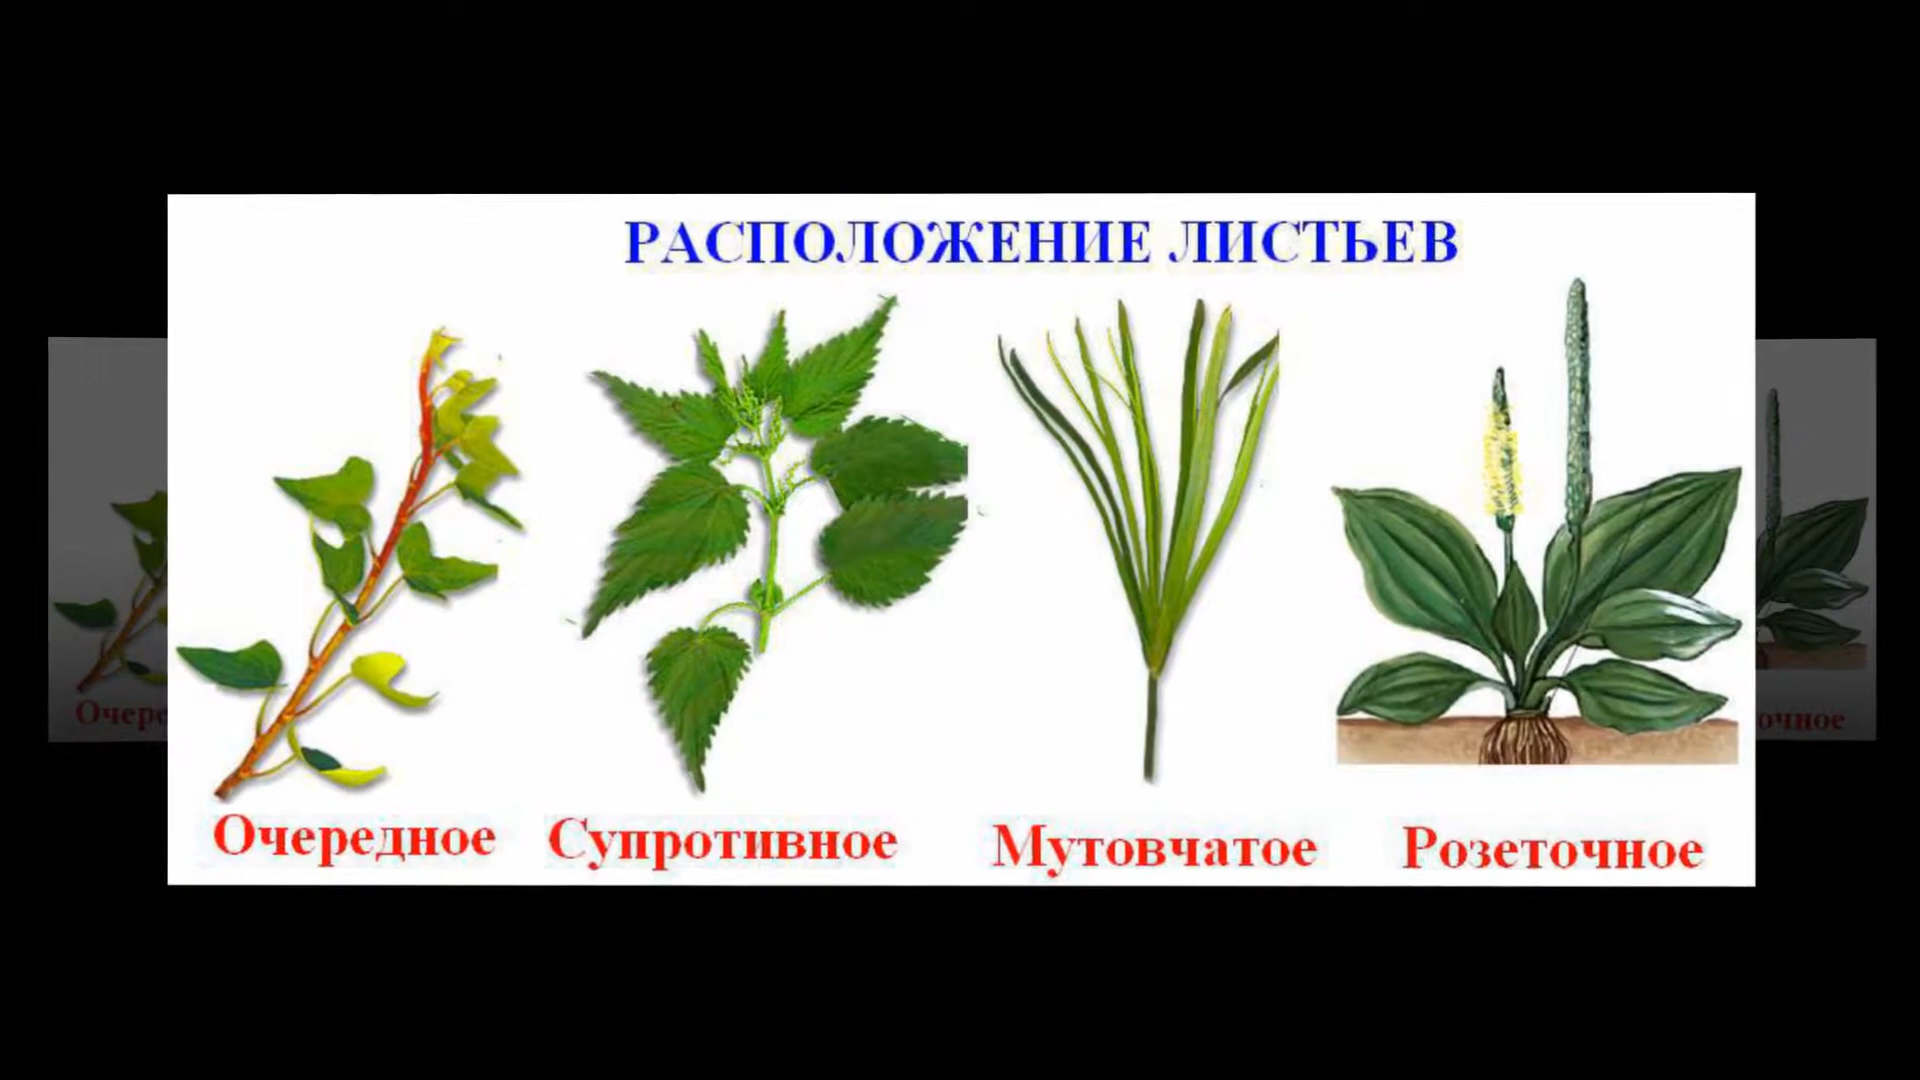 РАСПОЛОЖЕНИЕ ЛИСТЬЕВ
Очередное Супротивное Мутовчатое Розеточное